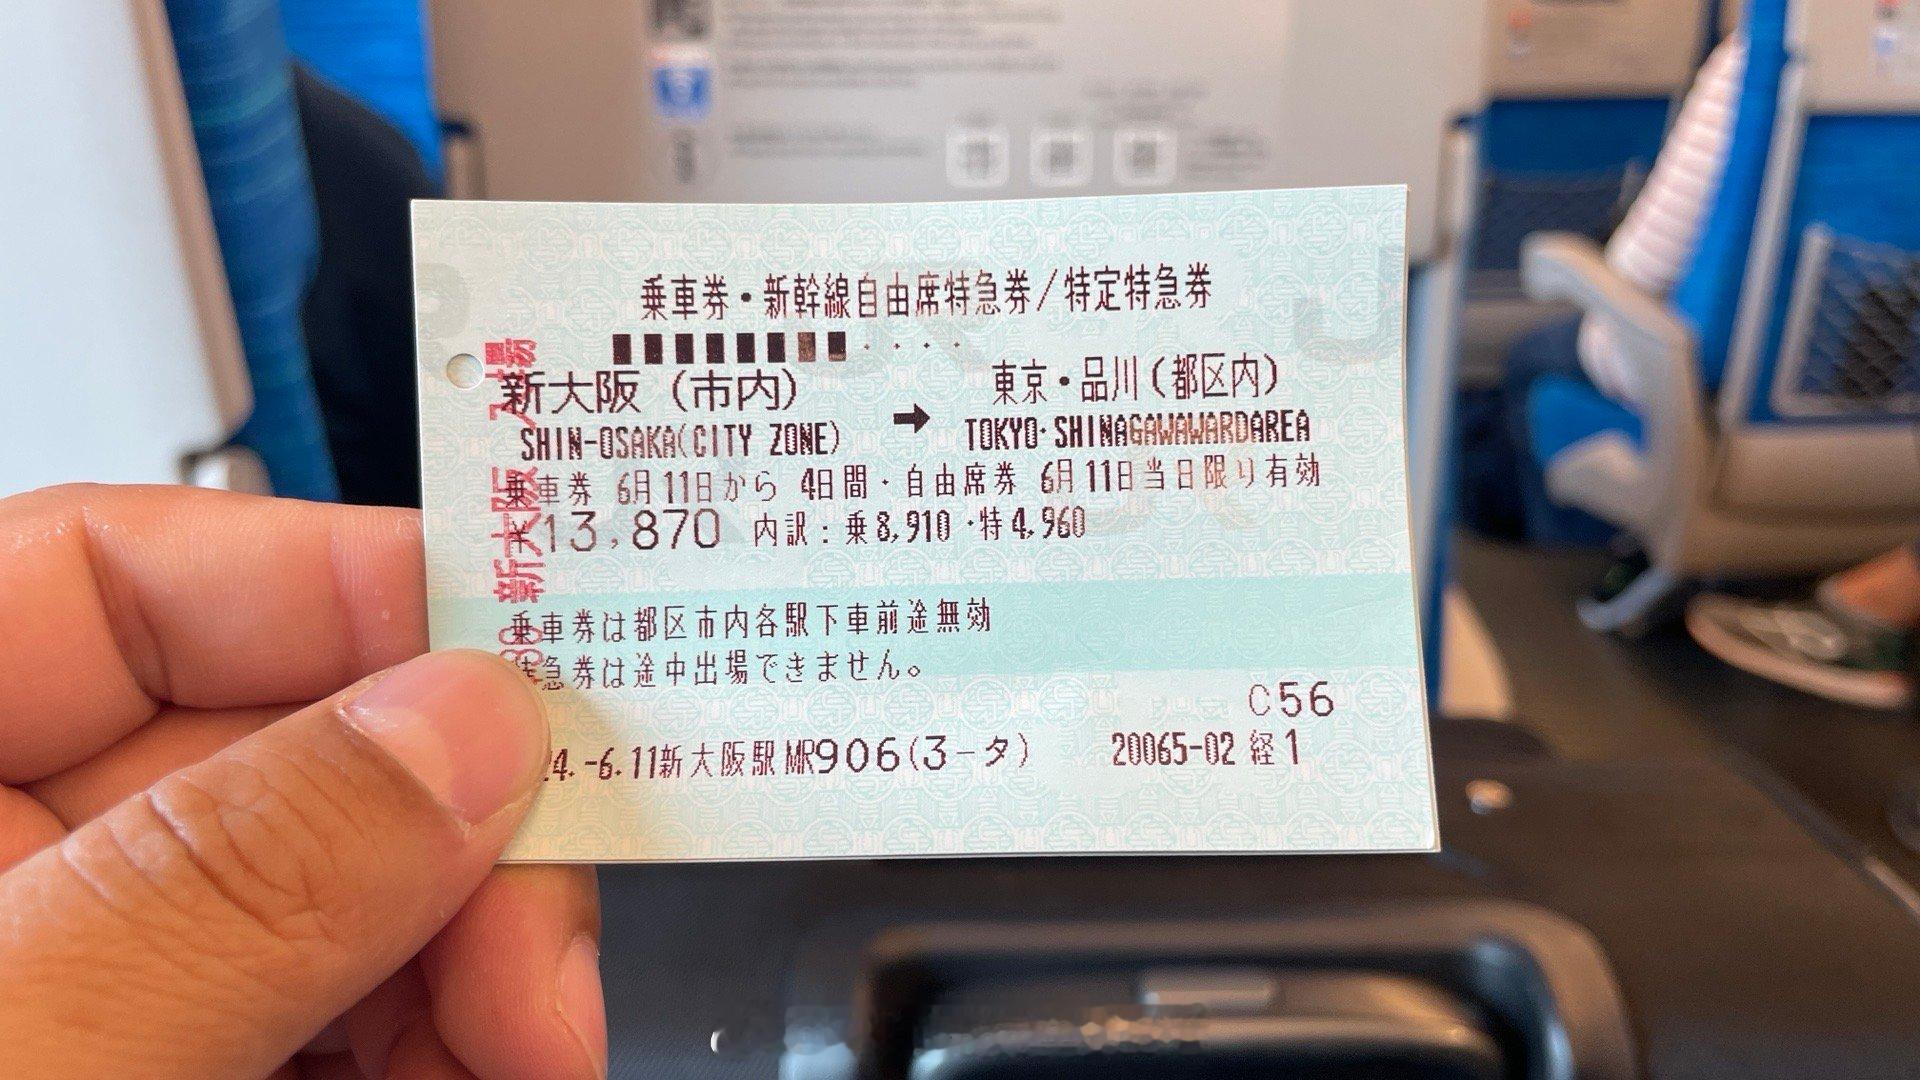 乗車券・新幹線自由席特急券/特定特急券
新大阪(市内) ➡ 東京・品川(都区内)
SHIN-OSAKA(CITY ZONE) TOKYO・SHINAGAWAWARDAREA
乗車券 6月11日から 4日間・自由席券 6月11日当日限り有効
¥13,870 内訳:乗8,910・特4,960
乗車券は都区市内各駅下車前途無効
特急券は途中出場できません。
C56
4.-6.11新大阪駅MR906(3-タ) 20065-02 経1
新大阪 入場